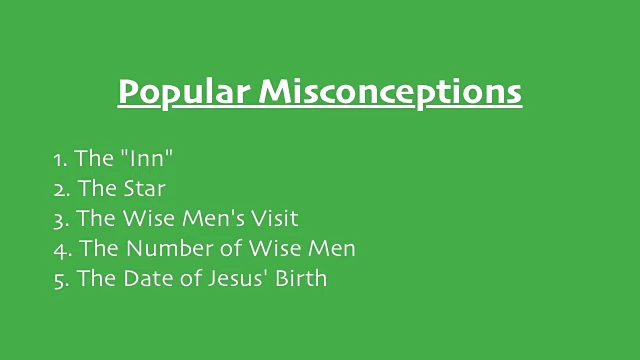 Popular Misconceptions
1. The "Inn"
2. The Star
3. The Wise Men's Visit
4. The Number of Wise Men
5. The Date of Jesus' Birth